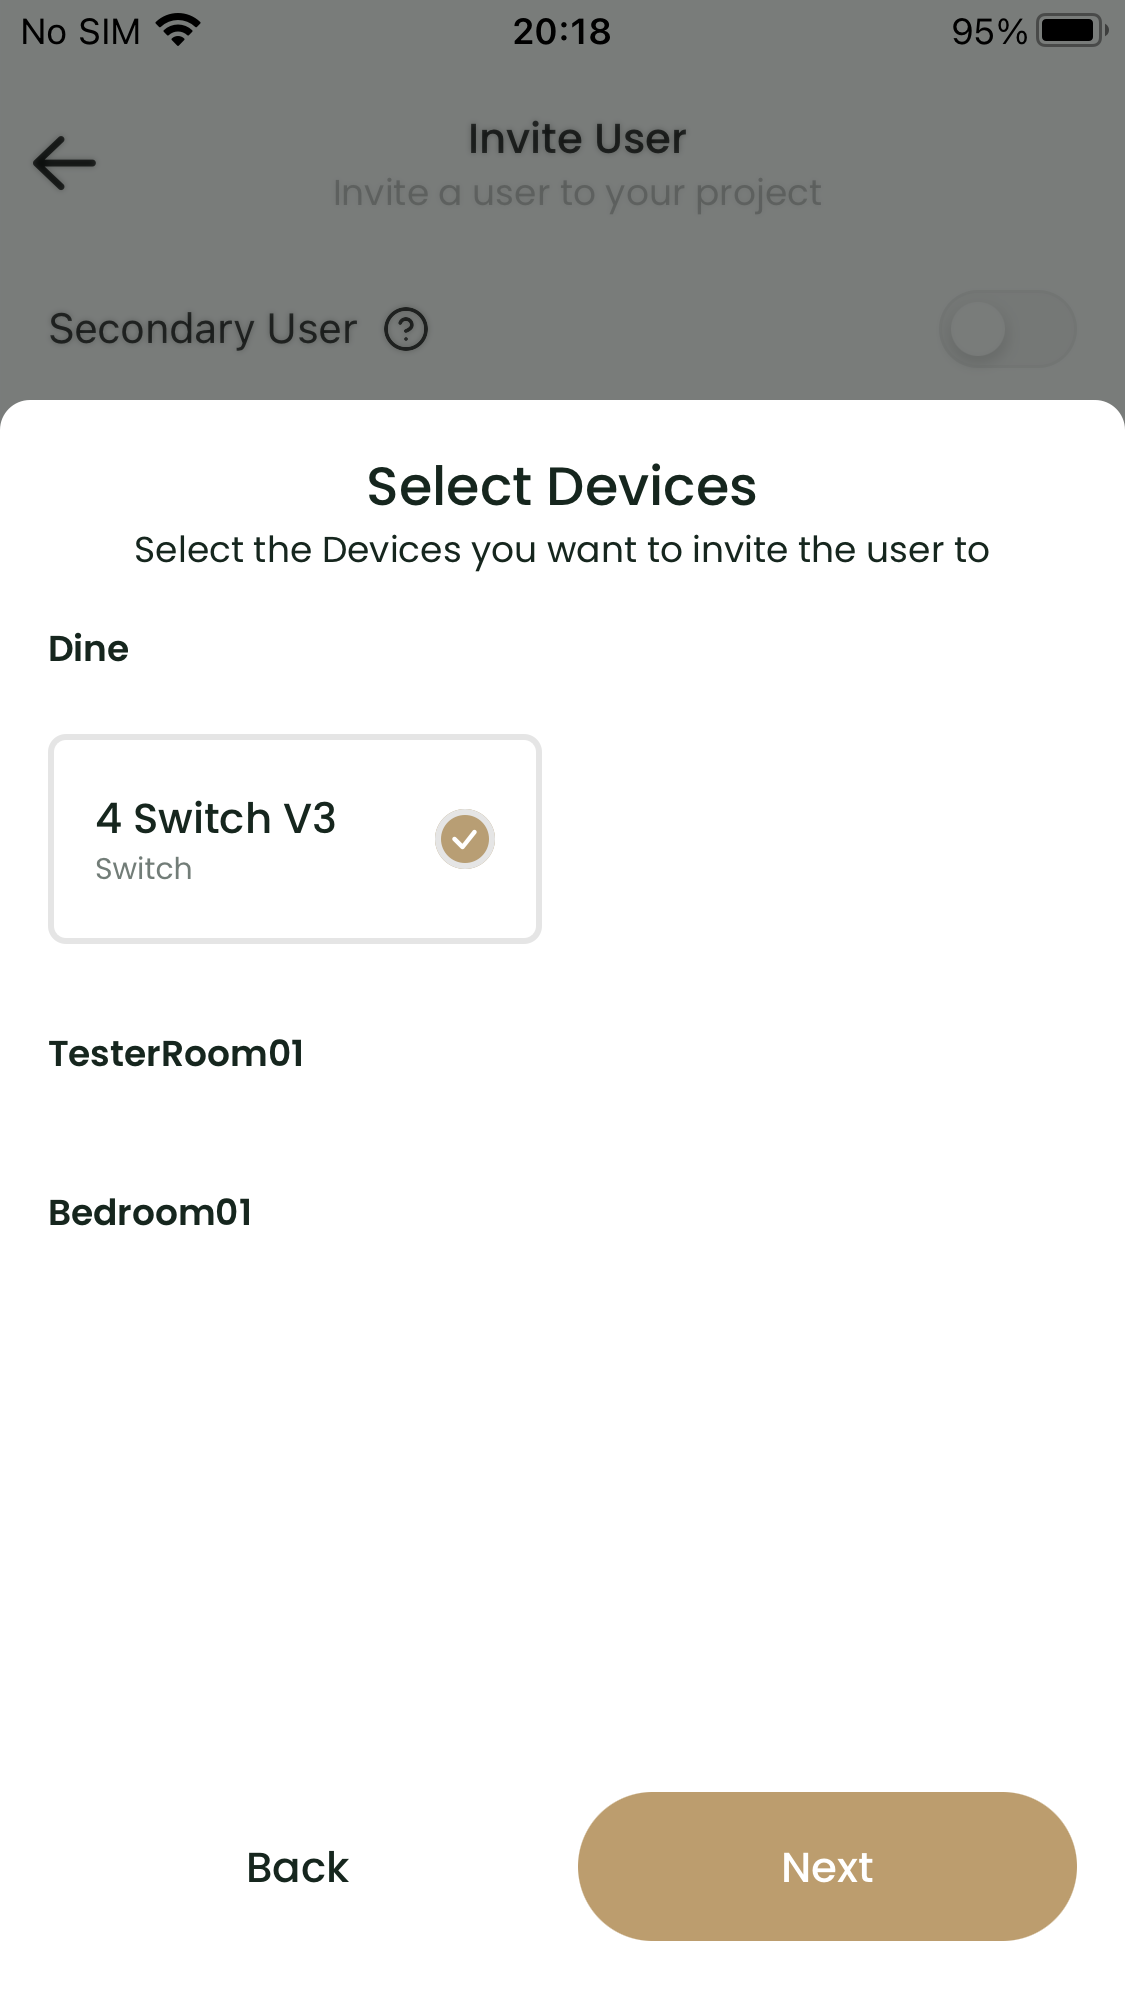 No SIM 20:18 95%
Invite User
Invite a user to your project
Secondary User ?
Select Devices
Select the Devices you want to invite the user to
Dine
4 Switch V3
Switch
TesterRoom01
Bedroom01
Back Next